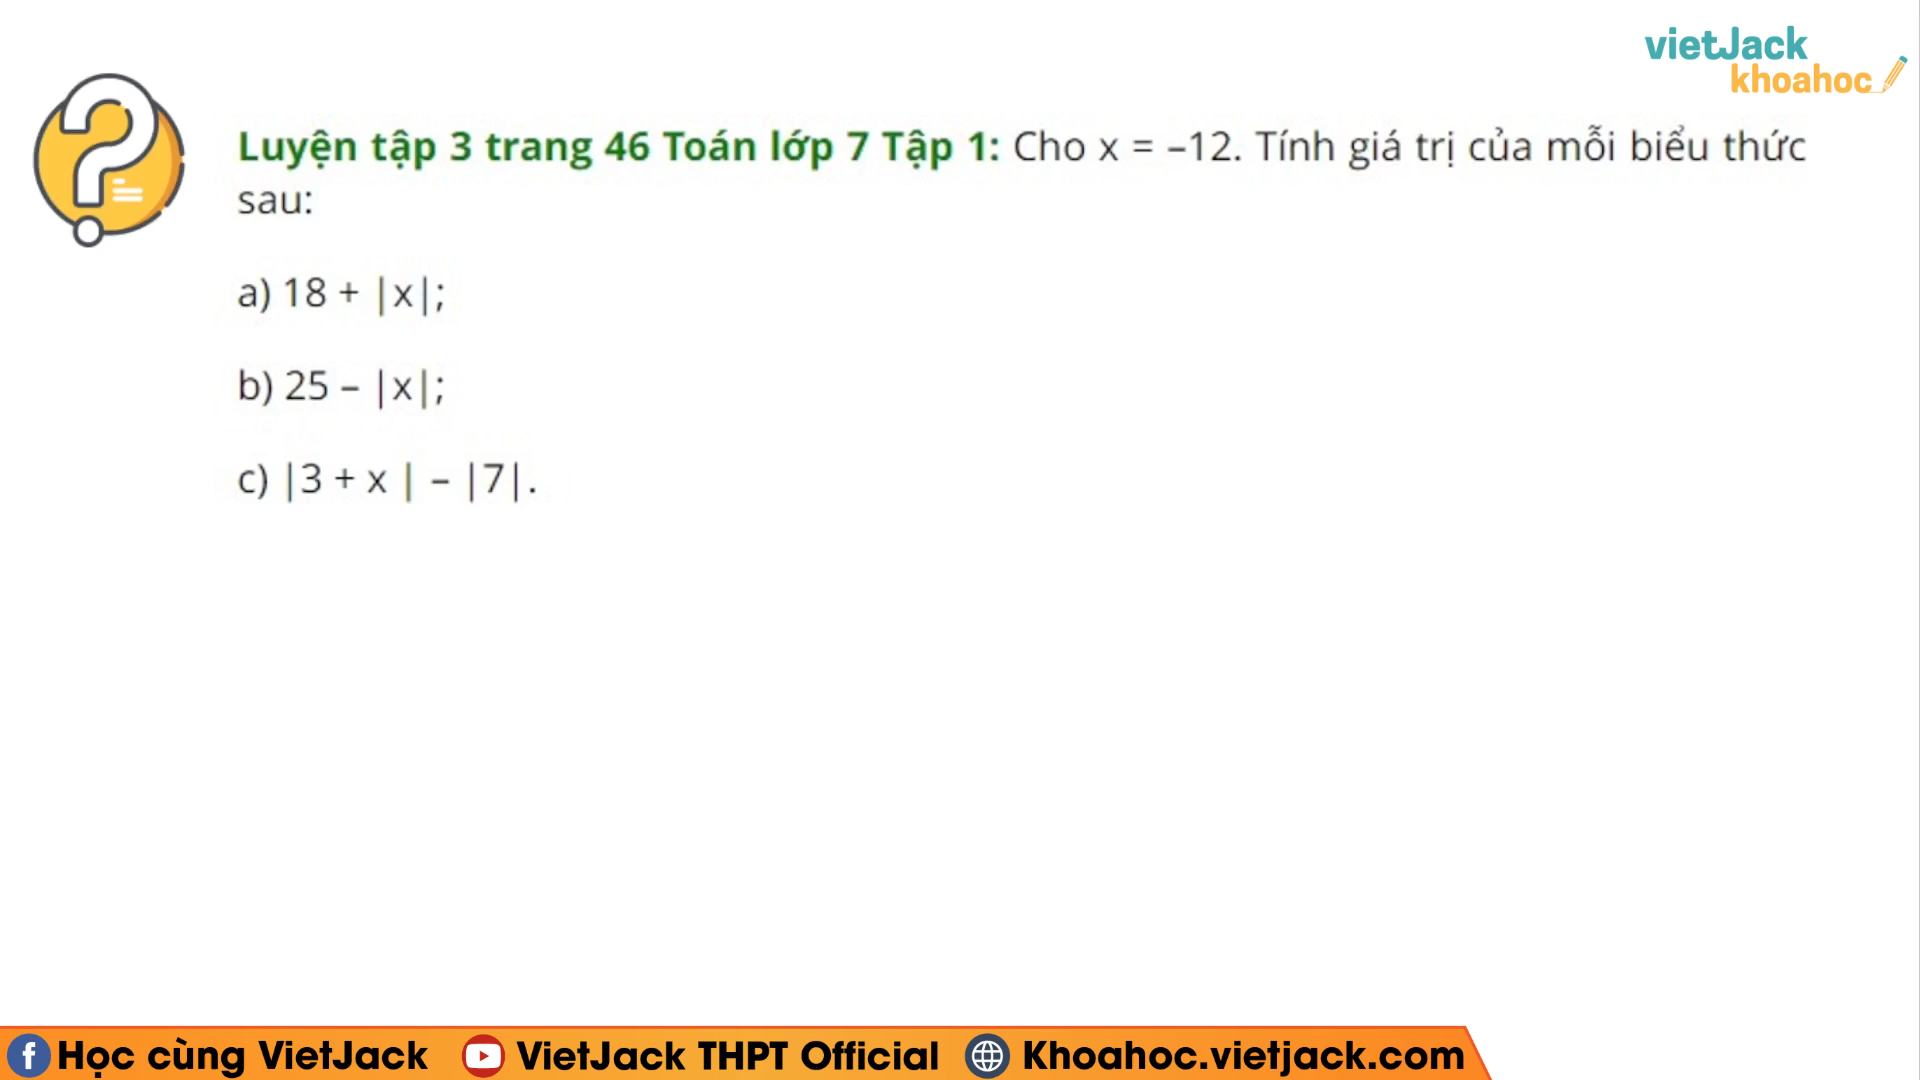 vietJack
khoahoc
Luyện tập 3 trang 46 Toán lớp 7 Tập 1: Cho x = –12. Tính giá trị của mỗi biểu thức
sau:
a) 18 + |x|;
b) 25 – |x|;
c) |3 + x | – |7|.
Học cùng VietJack VietJack THPT Official Khoahoc.vietjack.com